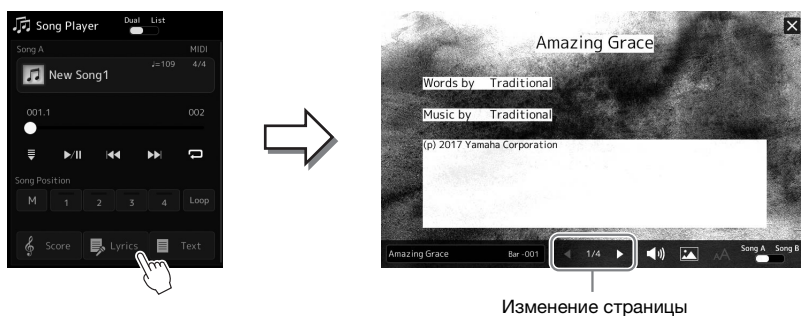 Song Player
Dual List
Song A MIDI
♩=109 4/4
New Song1
001.1 002
Song Position
M 1 2 3 4 Loop
Score Lyrics Text
Amazing Grace
Words by Traditional
Music by Traditional
(p) 2017 Yamaha Corporation
Amazing Grace Bar -001 1/4 AA Song A Song B
Изменение страницы